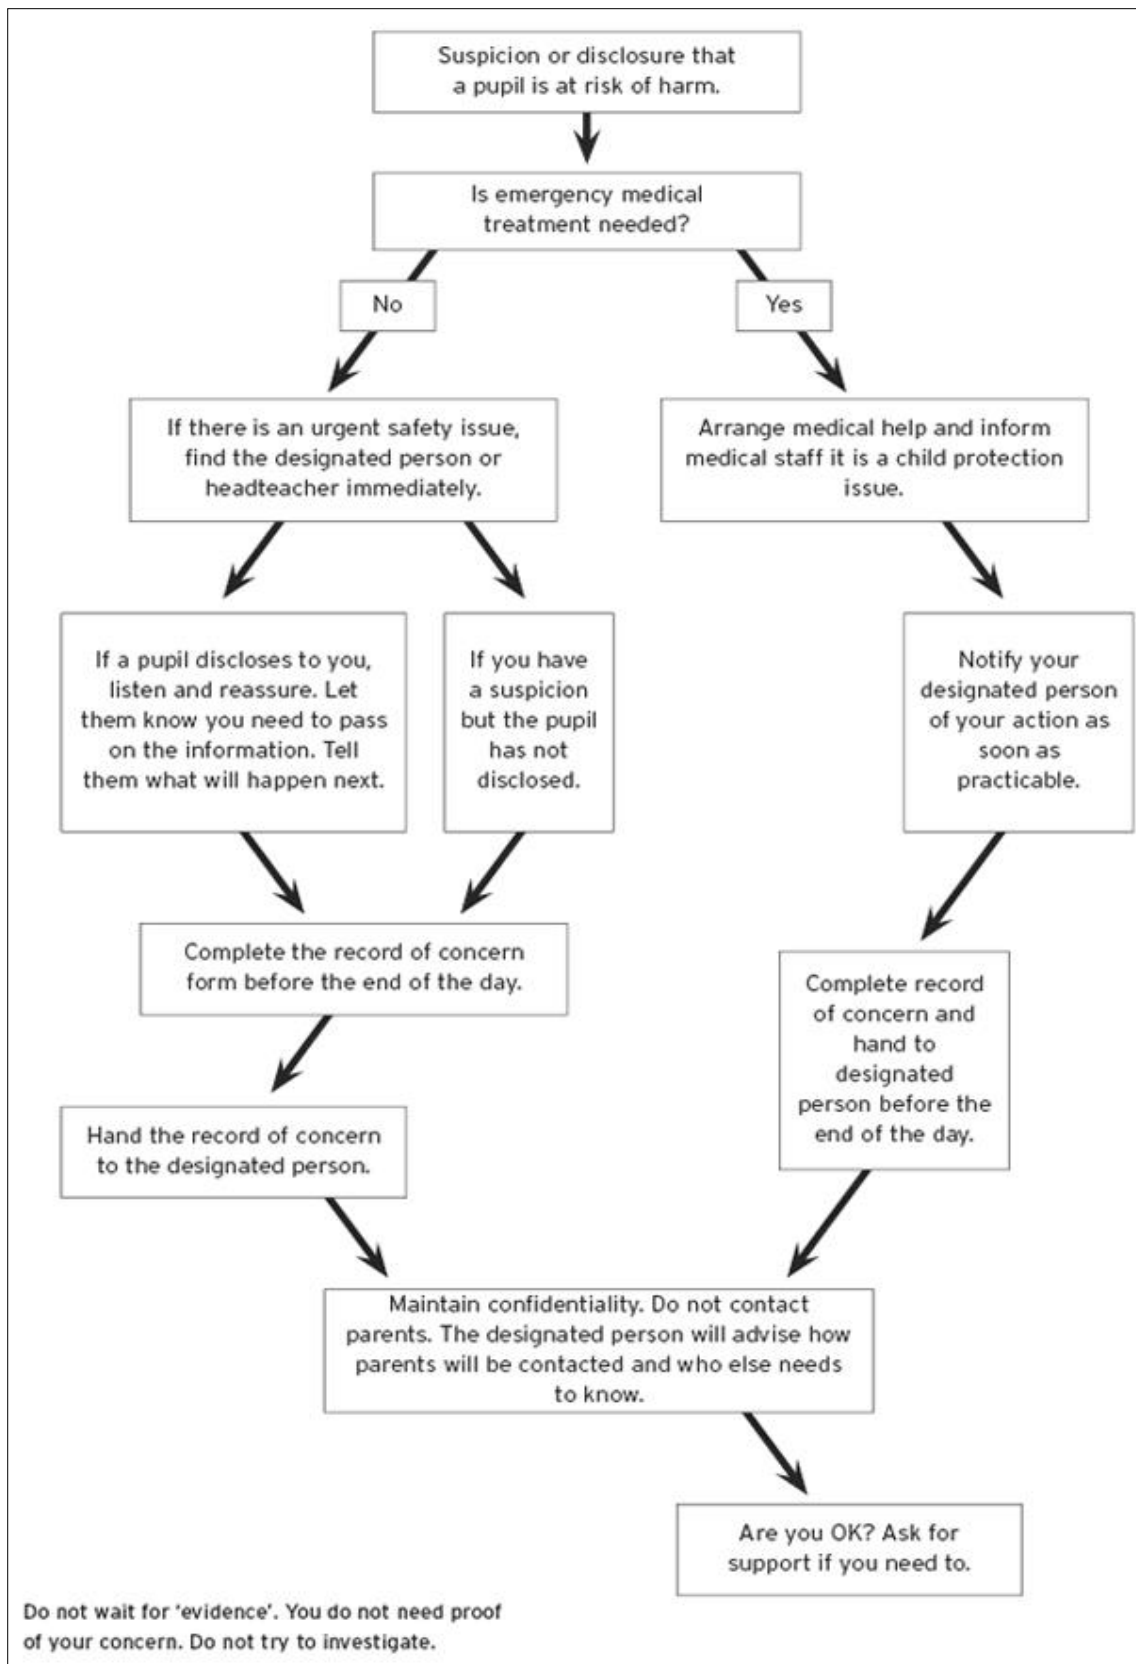 Suspicion or disclosure that
a pupil is at risk of harm.
Is emergency medical
treatment needed?
No
Yes
If there is an urgent safety issue,
find the designated person or
headteacher immediately.
Arrange medical help and inform
medical staff it is a child protection
issue.
If a pupil discloses to you,
listen and reassure. Let
them know you need to pass
on the information. Tell
them what will happen next.
If you have
a suspicion
but the pupil
has not
disclosed.
Notify your
designated person
of your action as
soon as
practicable.
Complete the record of concern
form before the end of the day.
Complete record
of concern and
hand to
designated
person before the
end of the day.
Hand the record of concern
to the designated person.
Maintain confidentiality. Do not contact
parents. The designated person will advise how
parents will be contacted and who else needs
to know.
Are you OK? Ask for
support if you need to.
Do not wait for ‘evidence’. You do not need proof
of your concern. Do not try to investigate.